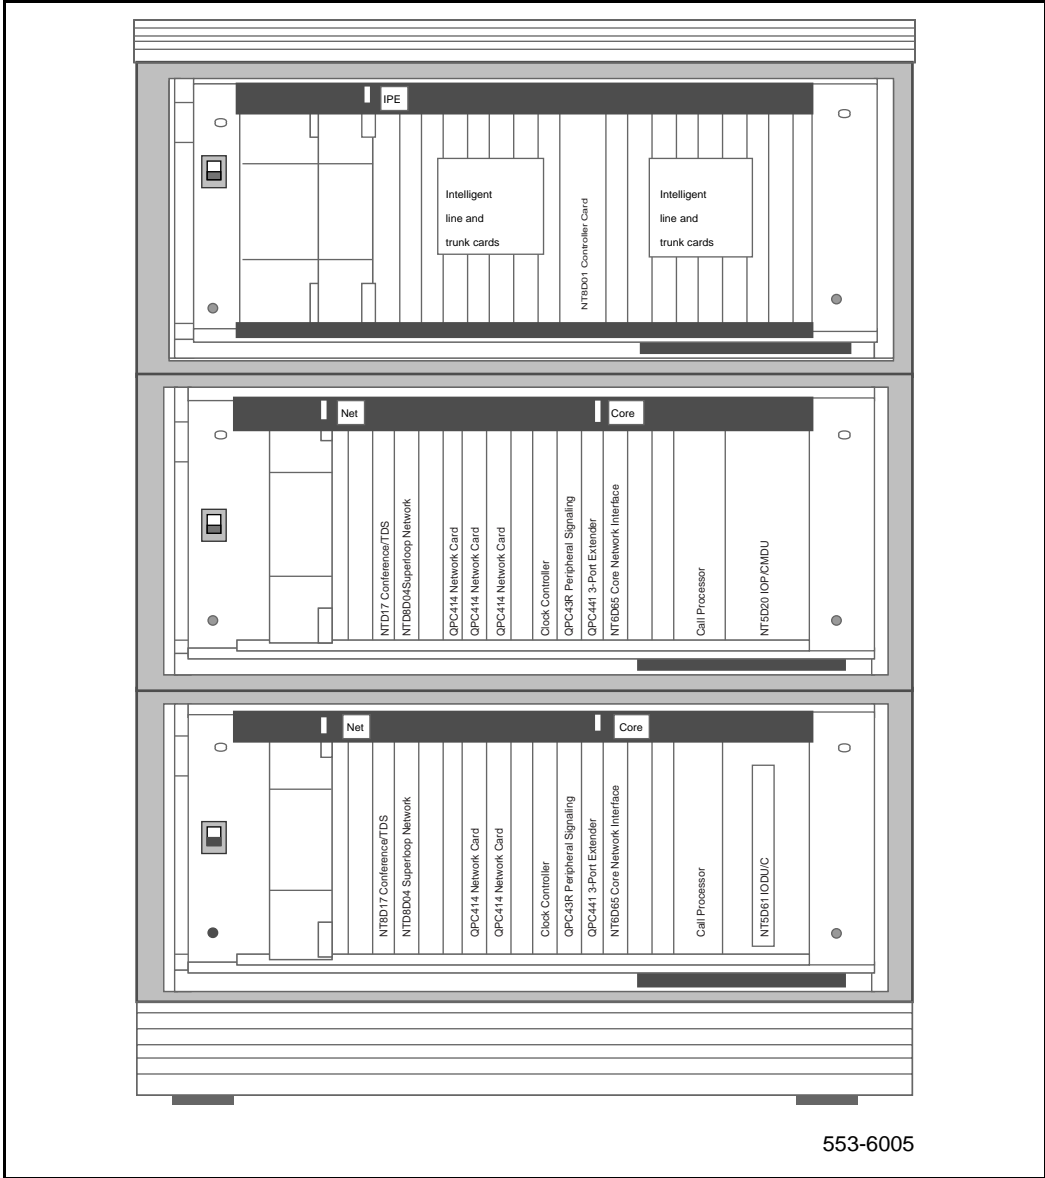 IPE
Intelligent
line and
trunk cards
NT8D01 Controller Card
Intelligent
line and
trunk cards
Net
Core
NTD17 Conference/TDS
NTD8D04Superloop Network
QPC414 Network Card
QPC414 Network Card
QPC414 Network Card
Clock Controller
QPC43R Peripheral Signaling
QPC441 3-Port Extender
NT6D65 Core Network Interface
Call Processor
NT5D20 IOP/CMDU
Net
Core
NT8D17 Conference/TDS
NTD8D04 Superloop Network
QPC414 Network Card
QPC414 Network Card
Clock Controller
QPC43R Peripheral Signaling
QPC441 3-Port Extender
NT6D65 Core Network Interface
Call Processor
NT5D61 IODU/C
553-6005